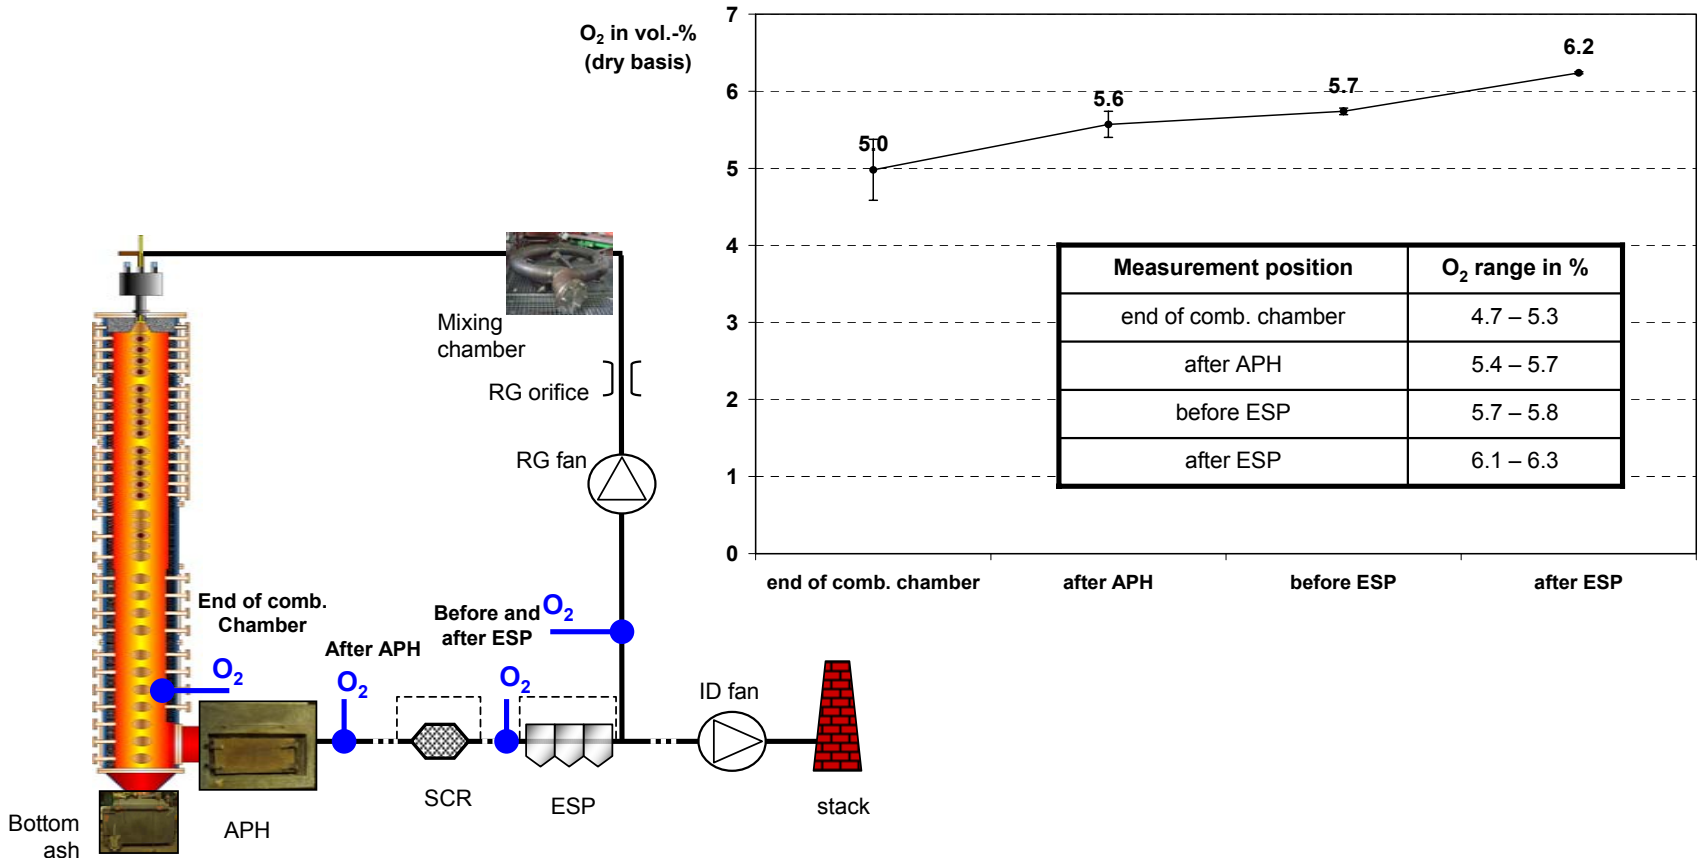 O2 in vol.-%
(dry basis)
7
6
5
4
3
2
1
0
5.0
5.6
5.7
6.2
end of comb. chamber
after APH
before ESP
after ESP
Measurement position O2 range in %
end of comb. chamber 4.7 – 5.3
after APH 5.4 – 5.7
before ESP 5.7 – 5.8
after ESP 6.1 – 6.3
Mixing
chamber
RG orifice
RG fan
End of comb.
Chamber
O2
After APH
O2
Before and
after ESP
O2
O2
ID fan
SCR
ESP
stack
APH
Bottom
ash